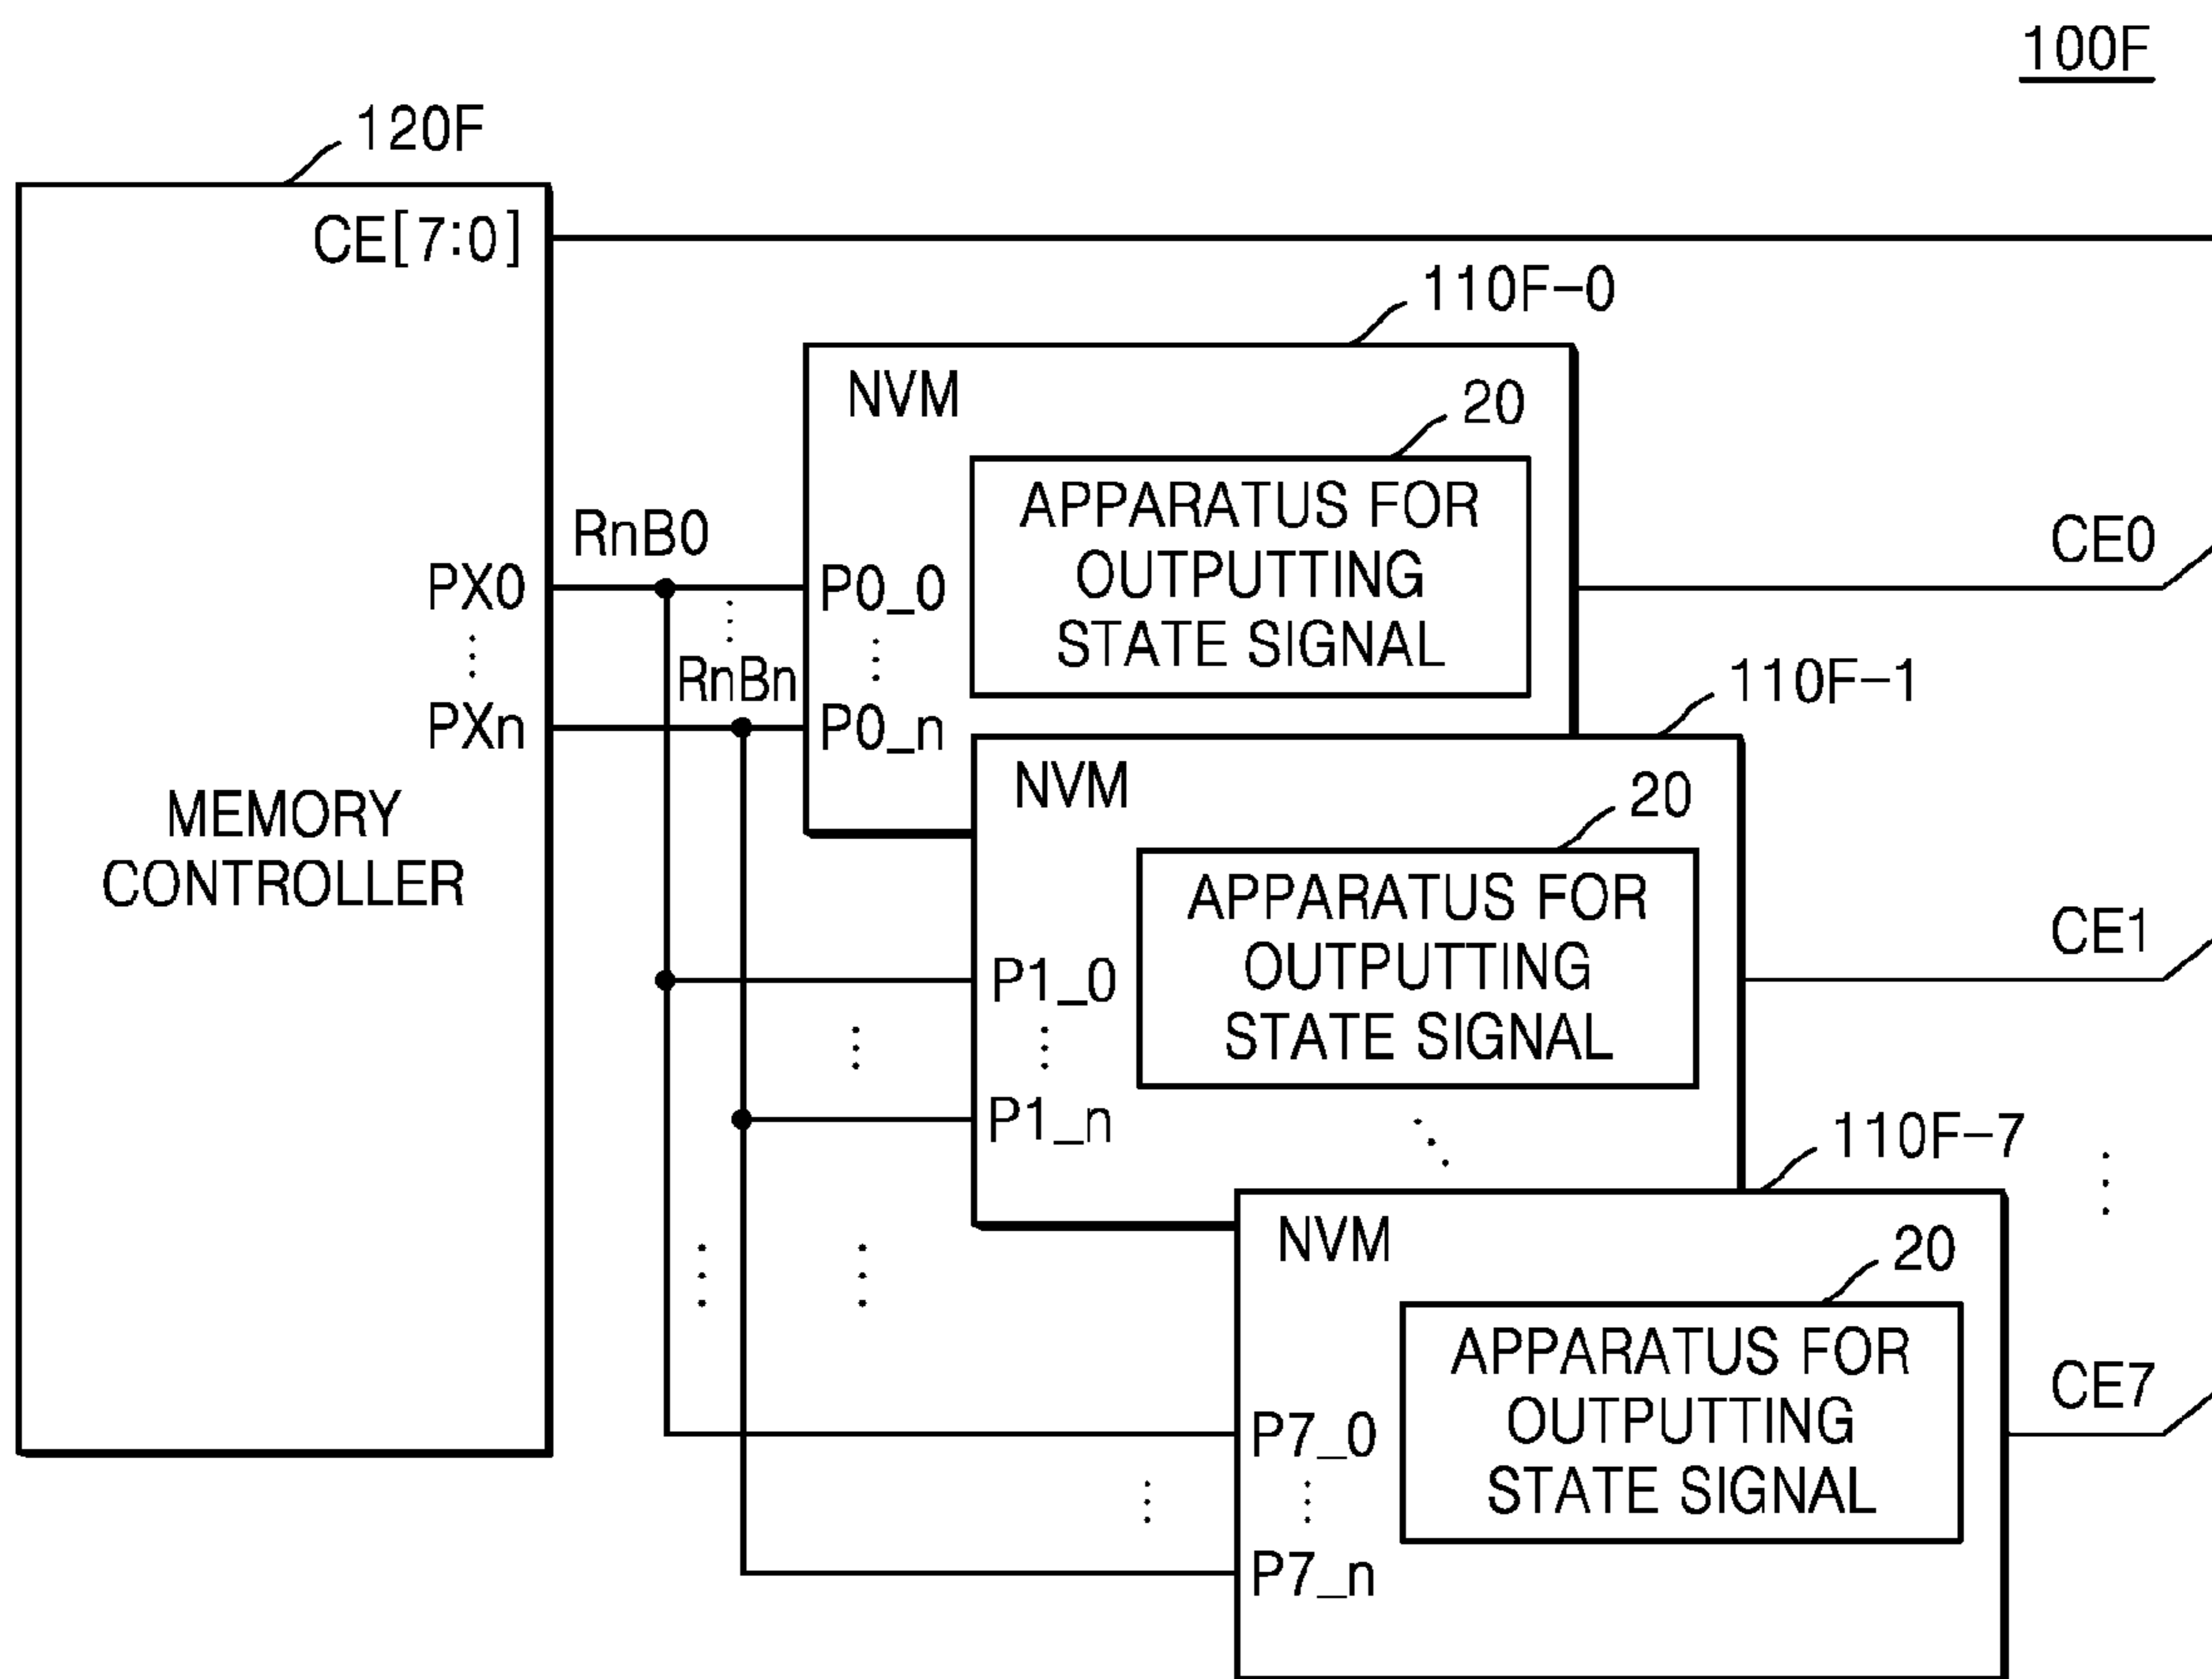 100F
120F
CE[7:0]
110F-0
NVM
20
APPARATUS FOR
OUTPUTTING
STATE SIGNAL
CE0
RnB0
PX0
P0_0
RnBn
PXn
P0_n
MEMORY
CONTROLLER
110F-1
NVM
20
APPARATUS FOR
OUTPUTTING
STATE SIGNAL
CE1
P1_0
P1_n
110F-7
NVM
20
APPARATUS FOR
OUTPUTTING
STATE SIGNAL
CE7
P7_0
P7_n